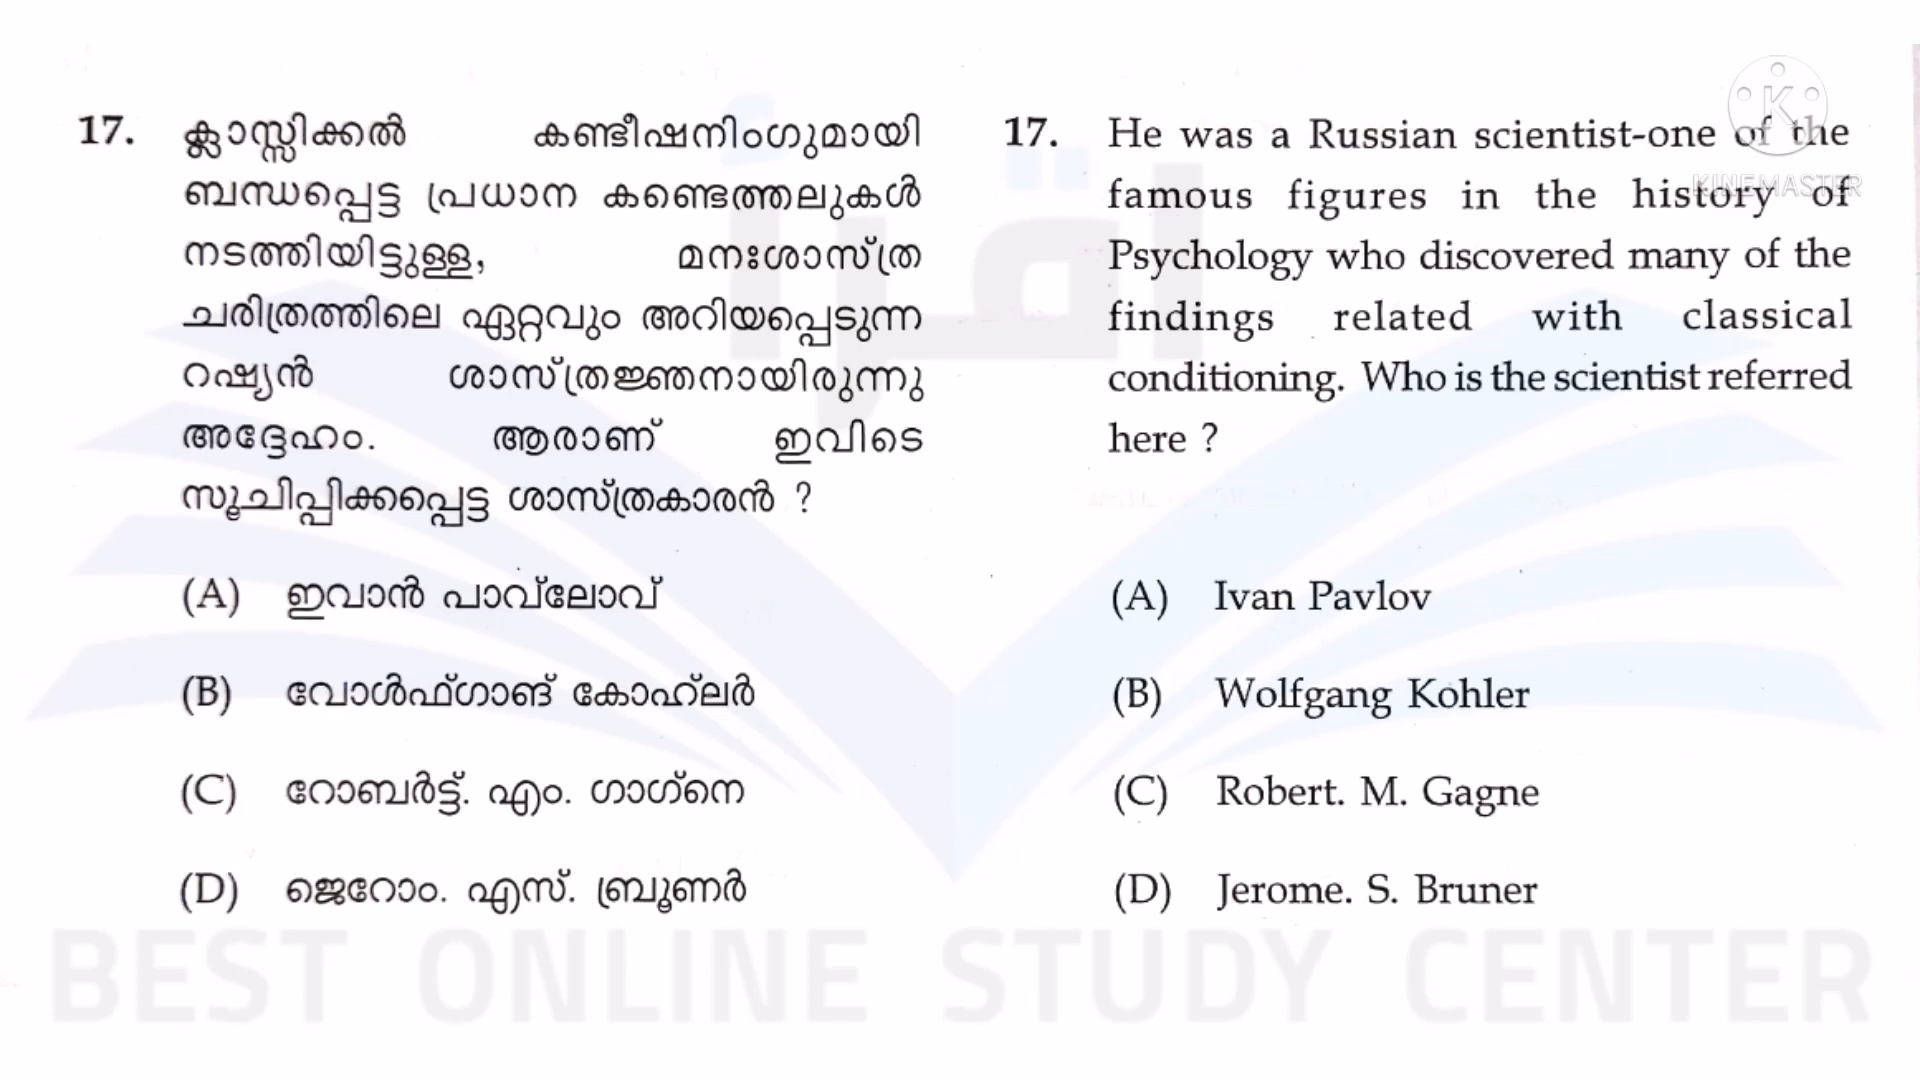 17. ക്ലാസ്സിക്കൽ കണ്ടീഷനിംഗുമായി
ബന്ധപ്പെട്ട പ്രധാന കണ്ടെത്തലുകൾ
നടത്തിയിട്ടുള്ള, മനഃശാസ്ത്ര
ചരിത്രത്തിലെ ഏറ്റവും അറിയപ്പെടുന്ന
റഷ്യൻ ശാസ്ത്രജ്ഞനായിരുന്നു
അദ്ദേഹം. ആരാണ് ഇവിടെ
സൂചിപ്പിക്കപ്പെട്ട ശാസ്ത്രകാരൻ ?
(A) ഇവാൻ പാവ്ലോവ്
(B) വോൾഫ്ഗാങ് കോഹ്ലർ
(C) റോബർട്ട്. എം. ഗാഗ്നെ
(D) ജെറോം. എസ്. ബ്രൂണർ
17. He was a Russian scientist-one of the
famous figures in the history of
Psychology who discovered many of the
findings related with classical
conditioning. Who is the scientist referred
here ?
(A) Ivan Pavlov
(B) Wolfgang Kohler
(C) Robert. M. Gagne
(D) Jerome. S. Bruner
K
KINEMASTER
اقرأ
BEST ONLINE STUDY CENTER